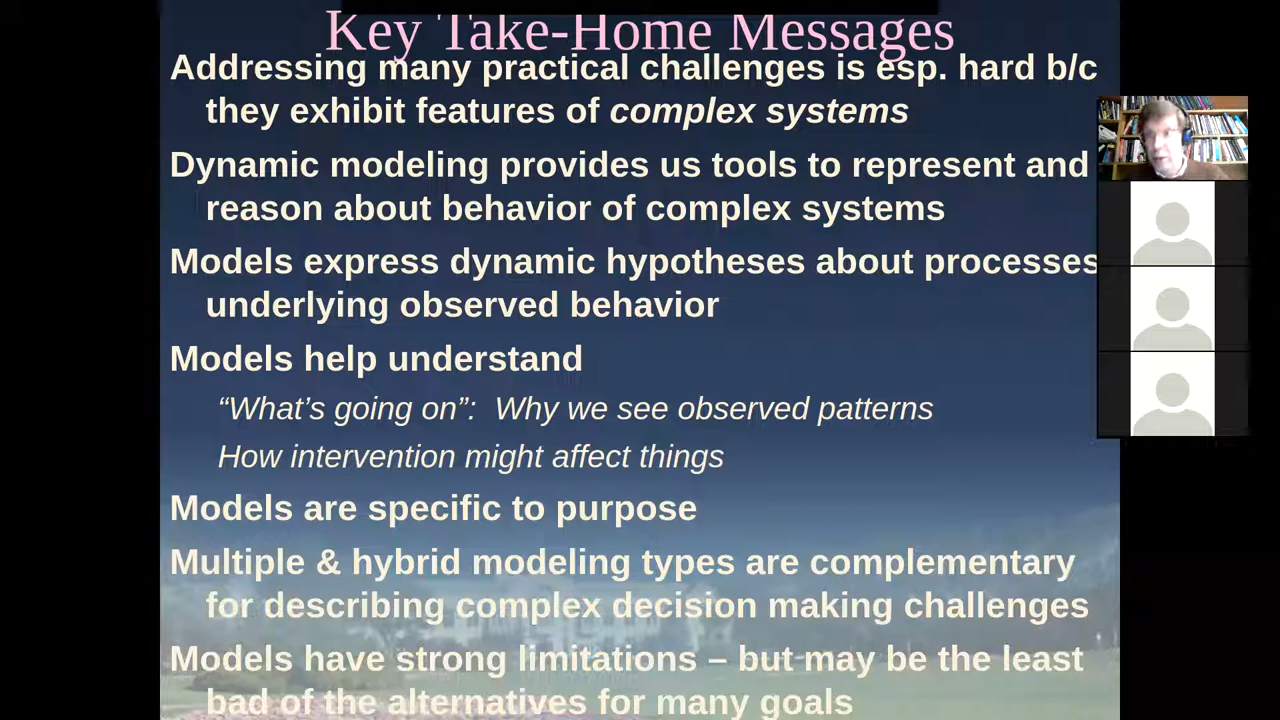 Key Take-Home Messages
Addressing many practical challenges is esp. hard b/c
they exhibit features of complex systems
Dynamic modeling provides us tools to represent and
reason about behavior of complex systems
Models express dynamic hypotheses about processes
underlying observed behavior
Models help understand
“What’s going on”:  Why we see observed patterns
How intervention might affect things
Models are specific to purpose
Multiple & hybrid modeling types are complementary
for describing complex decision making challenges
Models have strong limitations – but may be the least
bad of the alternatives for many goals